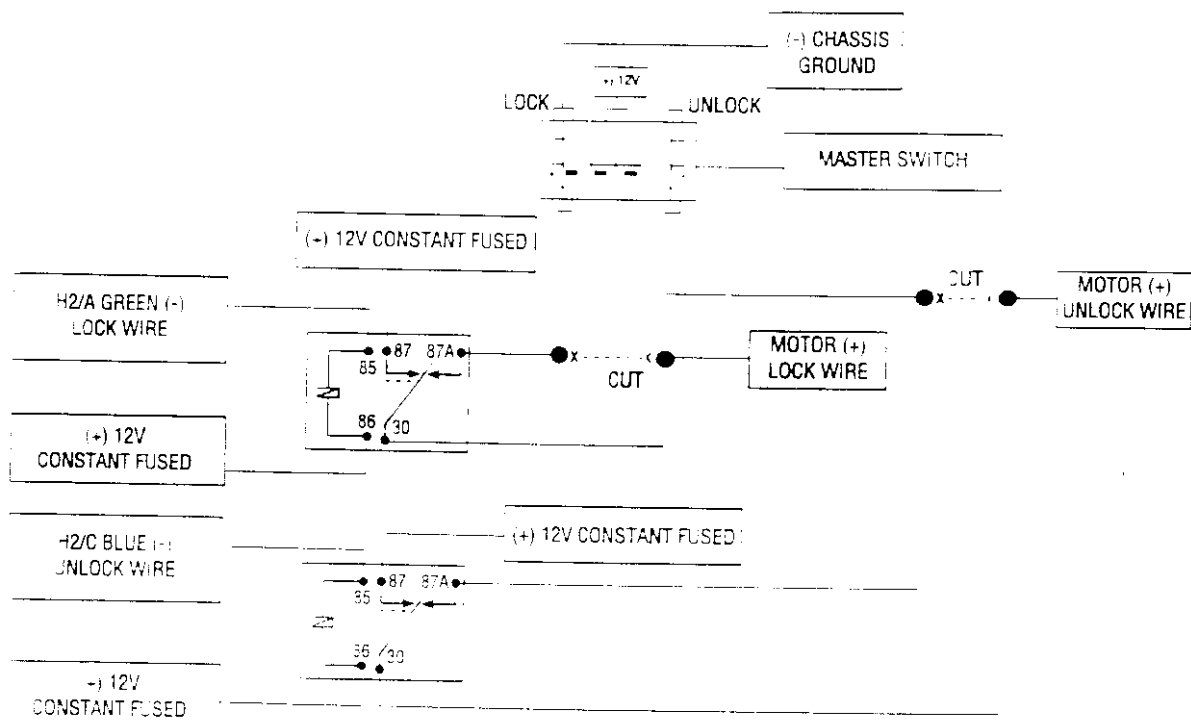 (-) CHASSIS
GROUND
+) 12V
LOCK
UNLOCK
MASTER SWITCH
(+) 12V CONSTANT FUSED
H2/A GREEN (-)
LOCK WIRE
CUT
MOTOR (+)
UNLOCK WIRE
87
87A
85
MOTOR (+)
LOCK WIRE
CUT
86
30
(+) 12V
CONSTANT FUSED
(+) 12V CONSTANT FUSED
H2/C BLUE (-)
UNLOCK WIRE
87
87A
85
86
30
+) 12V
CONSTANT FUSED